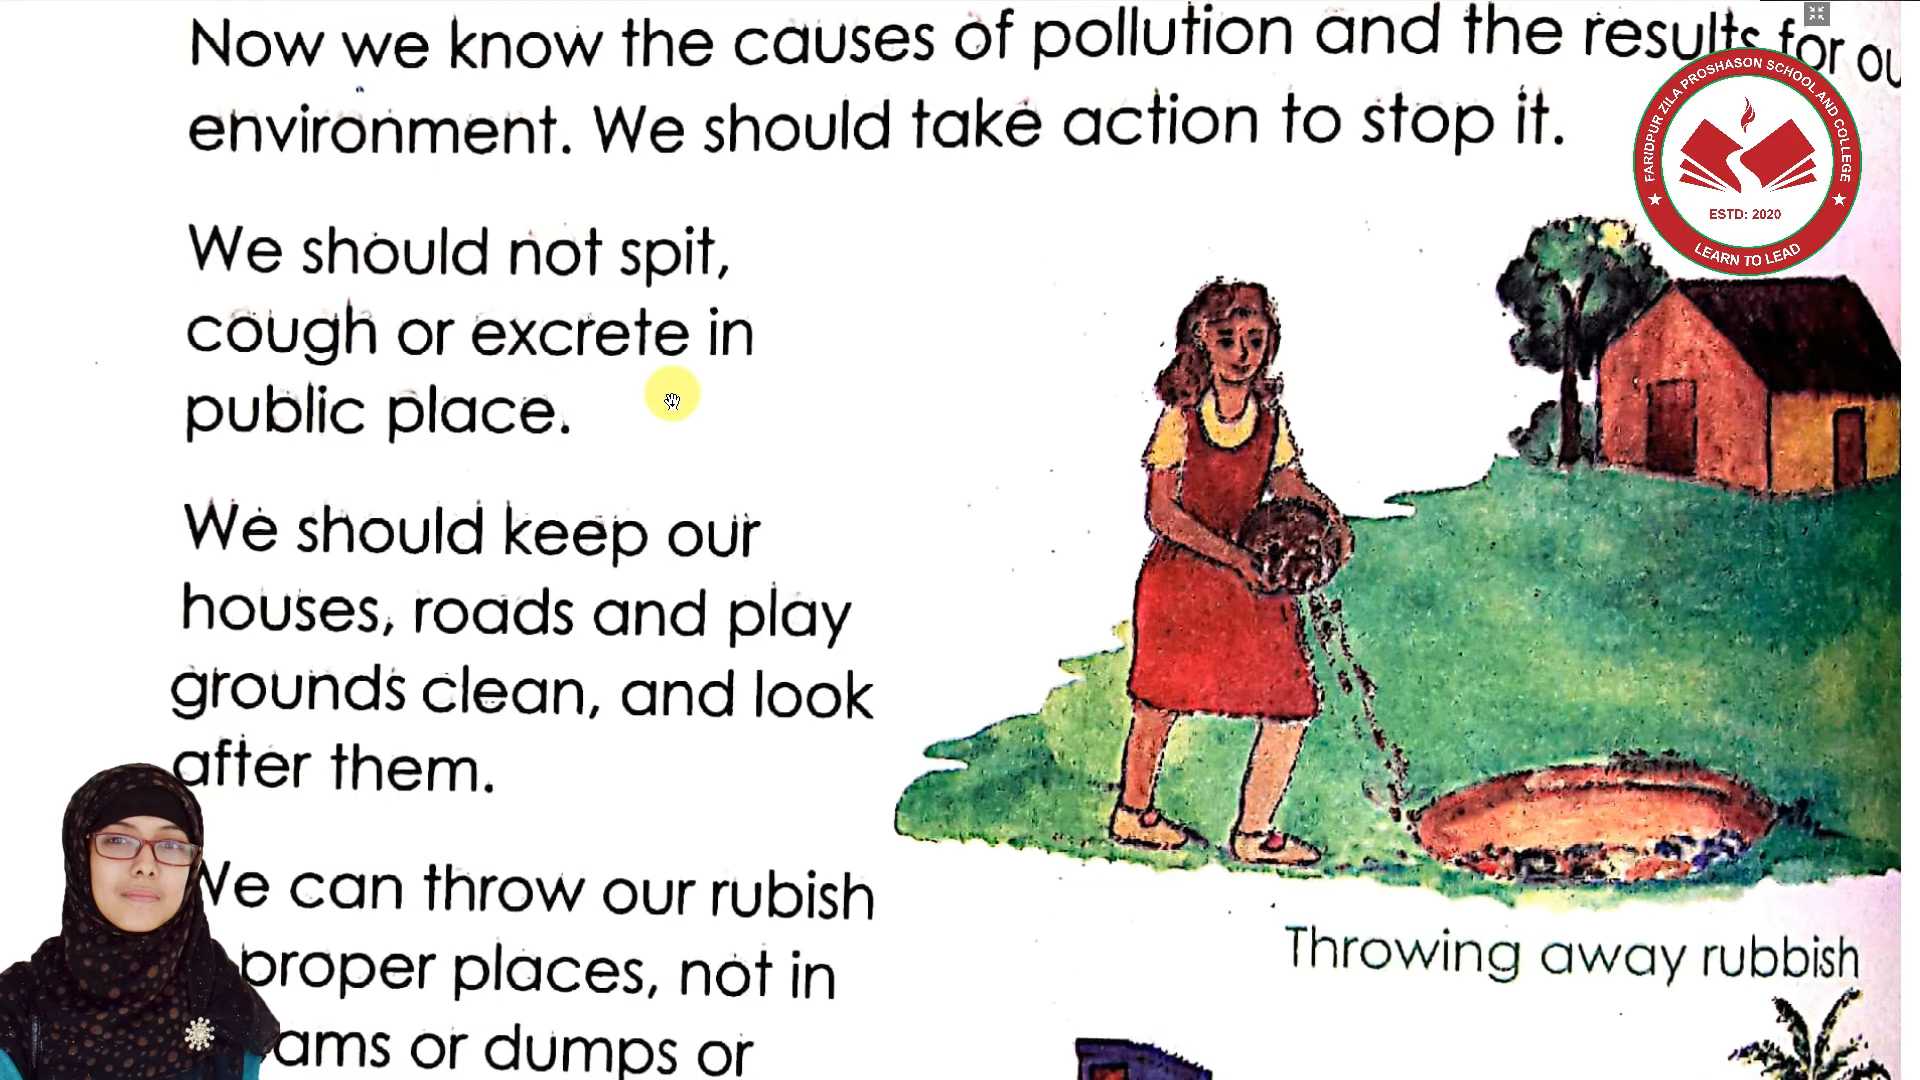 Now we know the causes of pollution and the results for ou
environment. We should take action to stop it.
We should not spit,
cough or excrete in
public place.
We should keep our
houses, roads and play
grounds clean, and look
after them.
We can throw our rubish
proper places, not in
ams or dumps or
Throwing away rubbish
FARIDPUR ZILA PROSHASON SCHOOL AND COLLEGE
ESTD: 2020
LEARN TO LEAD